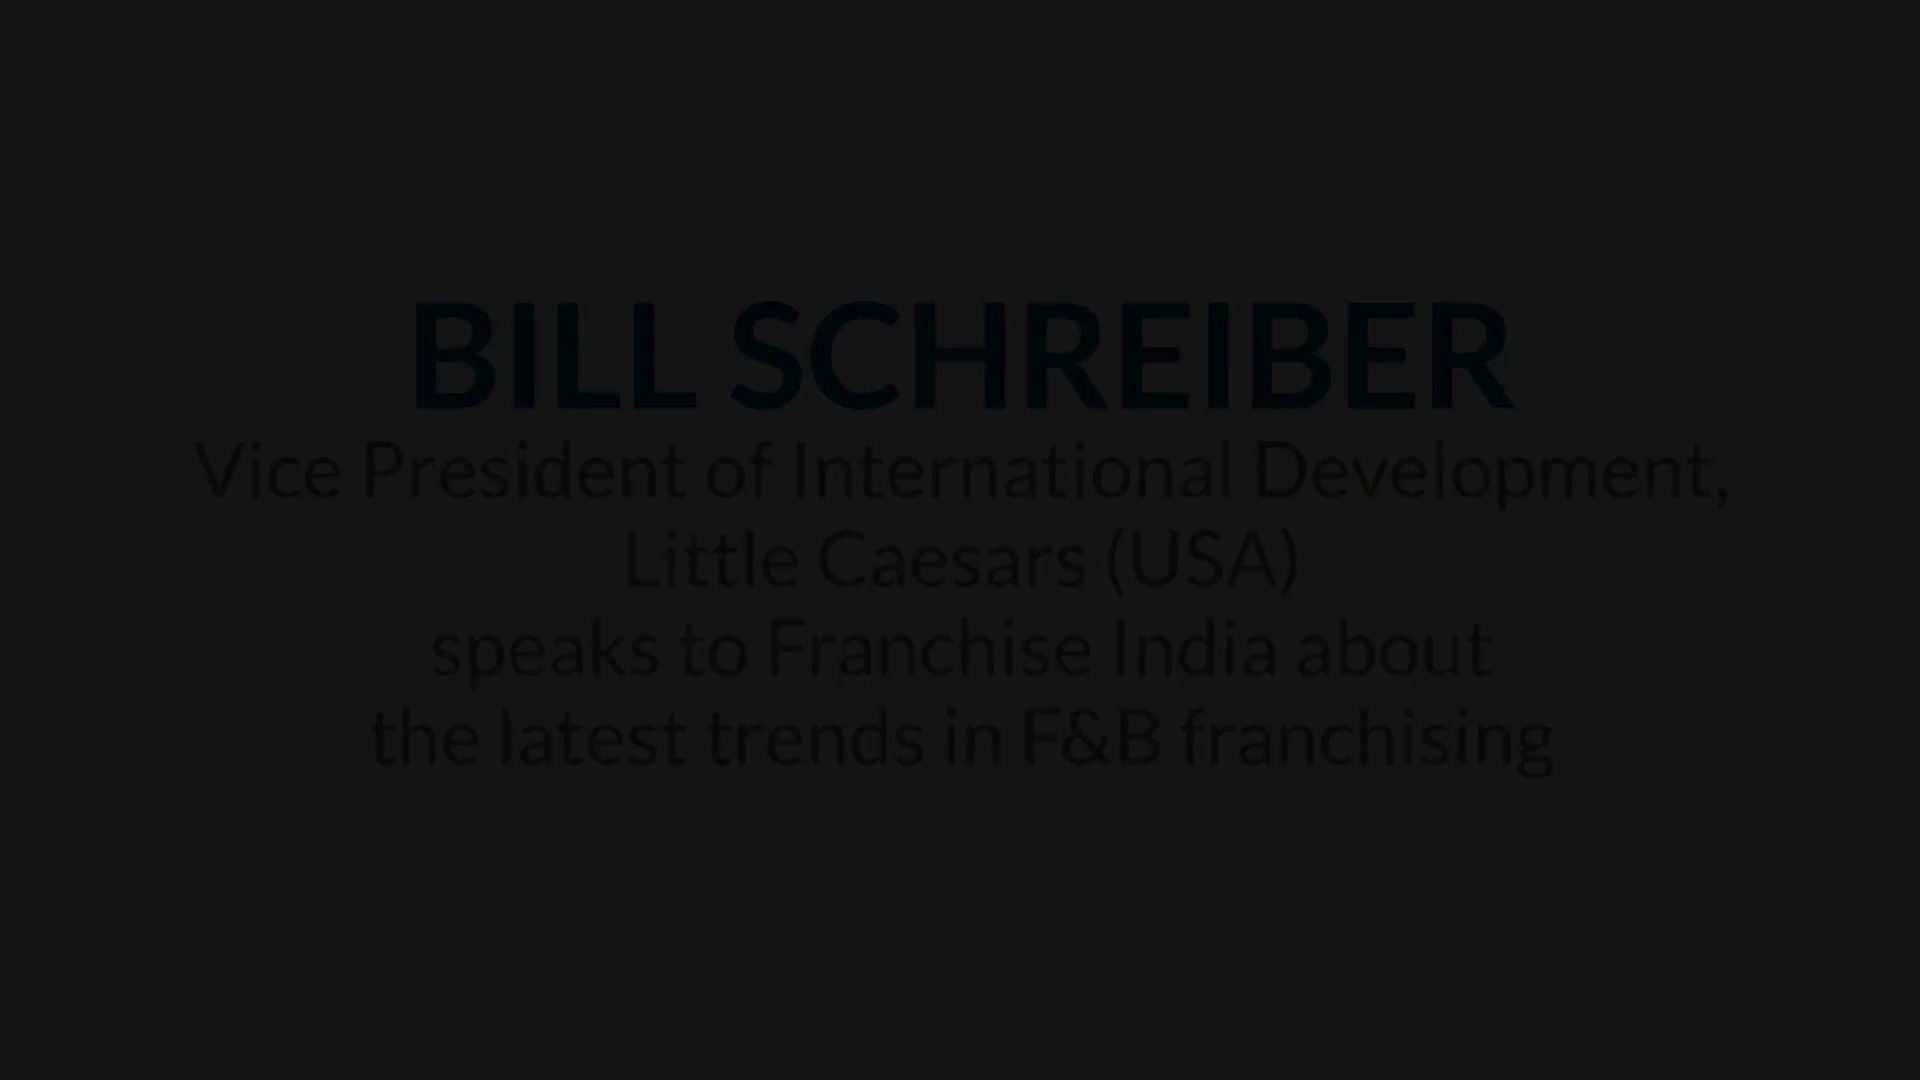 BILL SCHREIBER
Vice President of International Development,
Little Caesars (USA)
speaks to Franchise India about
the latest trends in F&B franchising